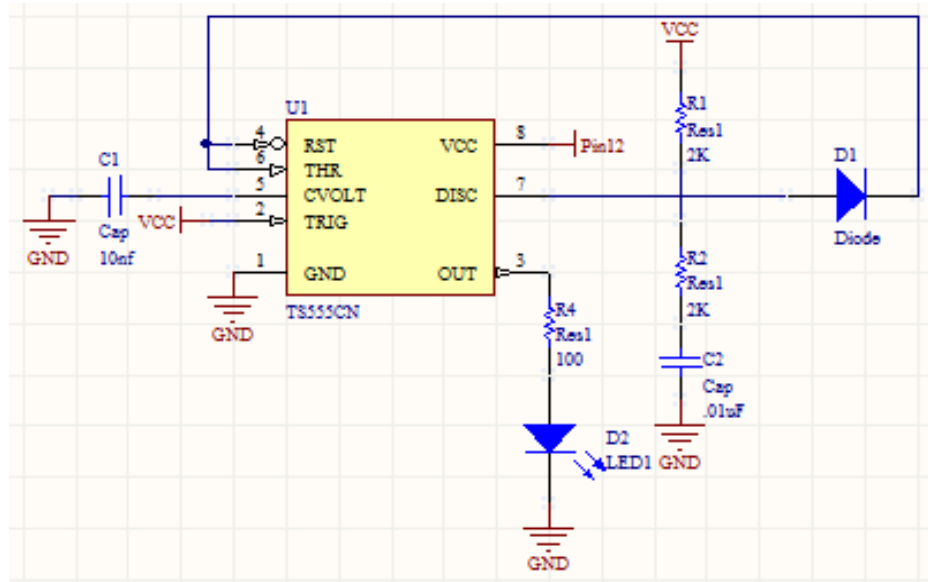 VCC
U1
R1
Res1
2K
4
RST
VCC
8
Pin12
6
THR
D1
C1
5
CVOLT
DISC
7
VCC
2
TRIG
Cap
10nf
GND
Diode
1
GND
OUT
3
R2
Res1
2K
GND
TS555CN
R4
Res1
100
C2
Cap
.01uF
D2
LED1
GND
GND